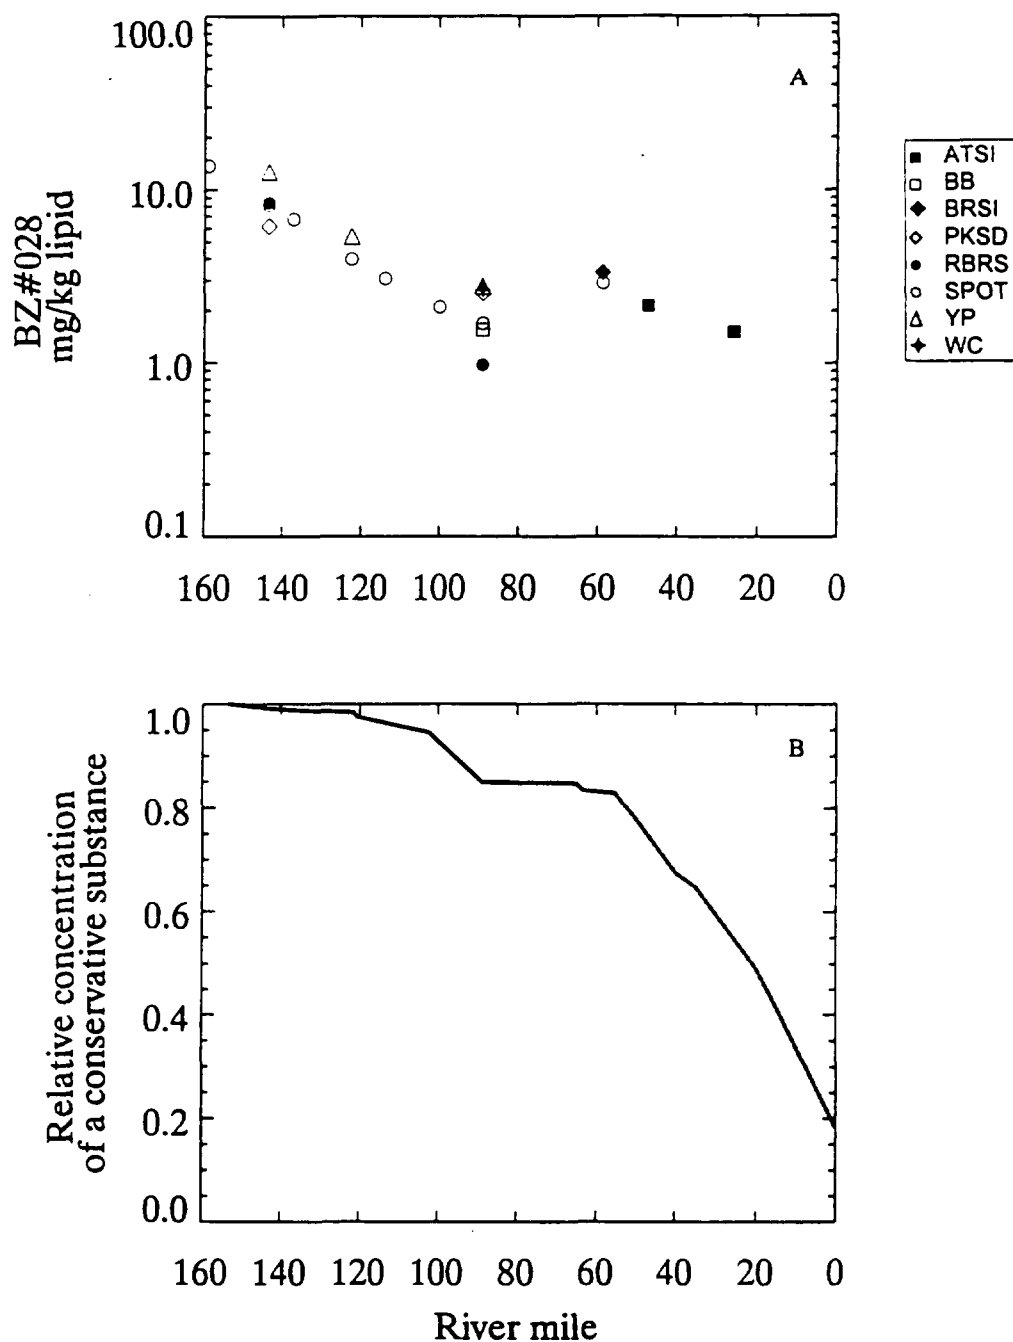 100.0
A
10.0
1.0
0.1
BZ#028
mg/kg lipid
160 140 120 100 80 60 40 20 0
ATSI
BB
BRSI
PKSD
RBRS
SPOT
YP
WC
1.0
B
0.8
0.6
0.4
0.2
0.0
Relative concentration
of a conservative substance
160 140 120 100 80 60 40 20 0
River mile